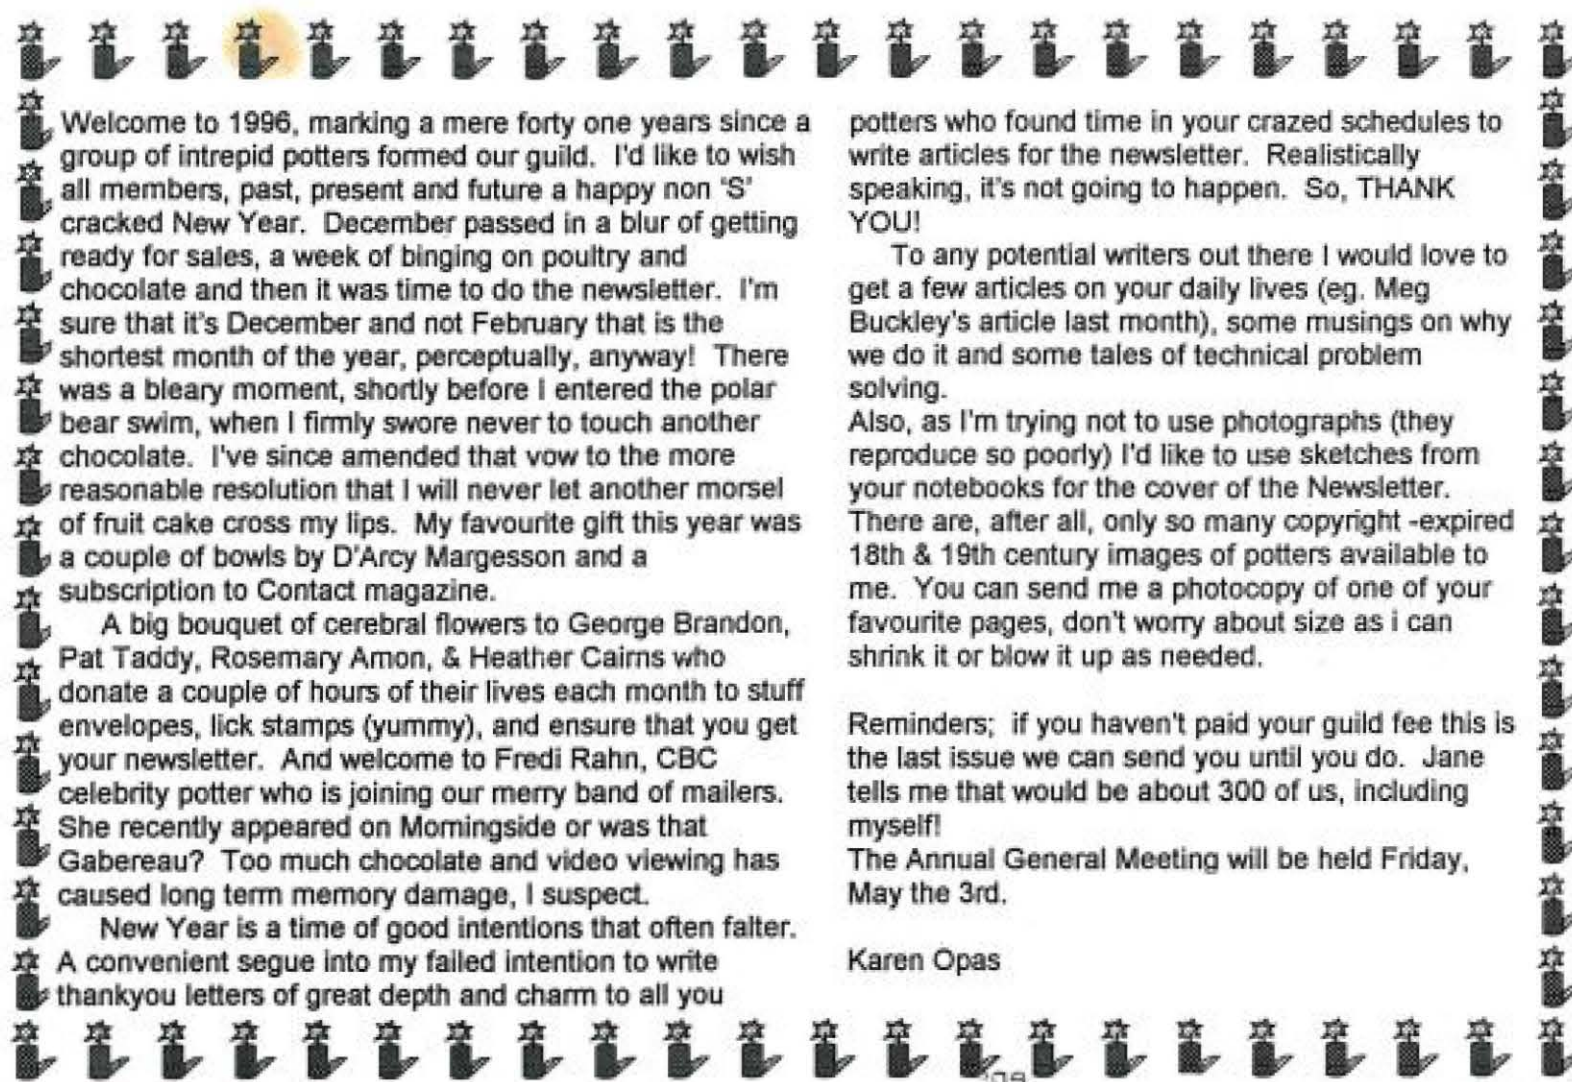 Welcome to 1996, marking a mere forty one years since a
group of intrepid potters formed our guild. I'd like to wish
all members, past, present and future a happy non 'S'
cracked New Year. December passed in a blur of getting
ready for sales, a week of binging on poultry and
chocolate and then it was time to do the newsletter. I'm
sure that it's December and not February that is the
shortest month of the year, perceptually, anyway! There
was a bleary moment, shortly before I entered the polar
bear swim, when I firmly swore never to touch another
chocolate. I've since amended that vow to the more
reasonable resolution that I will never let another morsel
of fruit cake cross my lips. My favourite gift this year was
a couple of bowls by D'Arcy Margesson and a
subscription to Contact magazine.
A big bouquet of cerebral flowers to George Brandon,
Pat Taddy, Rosemary Amon, & Heather Cairns who
donate a couple of hours of their lives each month to stuff
envelopes, lick stamps (yummy), and ensure that you get
your newsletter. And welcome to Fredi Rahn, CBC
celebrity potter who is joining our merry band of mailers.
She recently appeared on Morningside or was that
Gabereau? Too much chocolate and video viewing has
caused long term memory damage, I suspect.
New Year is a time of good intentions that often falter.
A convenient segue into my failed intention to write
thankyou letters of great depth and charm to all you
potters who found time in your crazed schedules to
write articles for the newsletter. Realistically
speaking, it's not going to happen. So, THANK
YOU!
To any potential writers out there I would love to
get a few articles on your daily lives (eg. Meg
Buckley's article last month), some musings on why
we do it and some tales of technical problem
solving.
Also, as I'm trying not to use photographs (they
reproduce so poorly) I'd like to use sketches from
your notebooks for the cover of the Newsletter.
There are, after all, only so many copyright -expired
18th & 19th century images of potters available to
me. You can send me a photocopy of one of your
favourite pages, don't worry about size as i can
shrink it or blow it up as needed.
Reminders; if you haven't paid your guild fee this is
the last issue we can send you until you do. Jane
tells me that would be about 300 of us, including
myself!
The Annual General Meeting will be held Friday,
May the 3rd.
Karen Opas